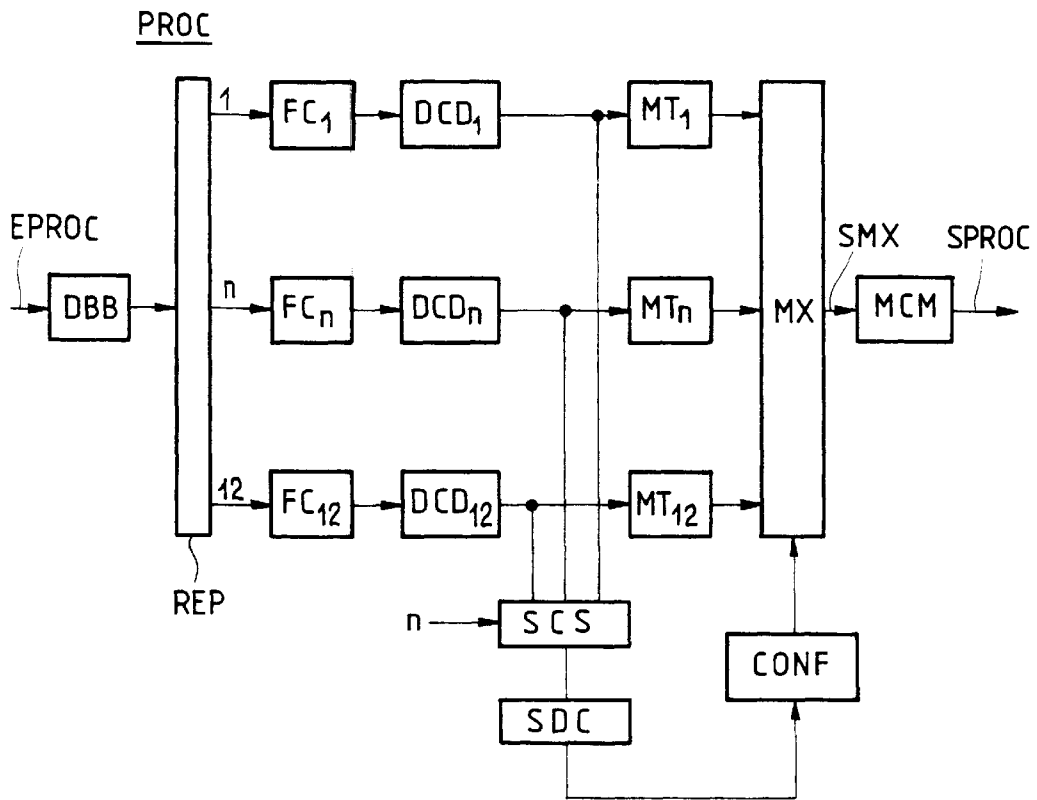 PROC
1
FC1
DCD1
MT1
EPROC
DBB
n
FCn
DCDn
MTn
MX
SMX
MCM
SPROC
12
FC12
DCD12
MT12
REP
n
SCS
CONF
SDC